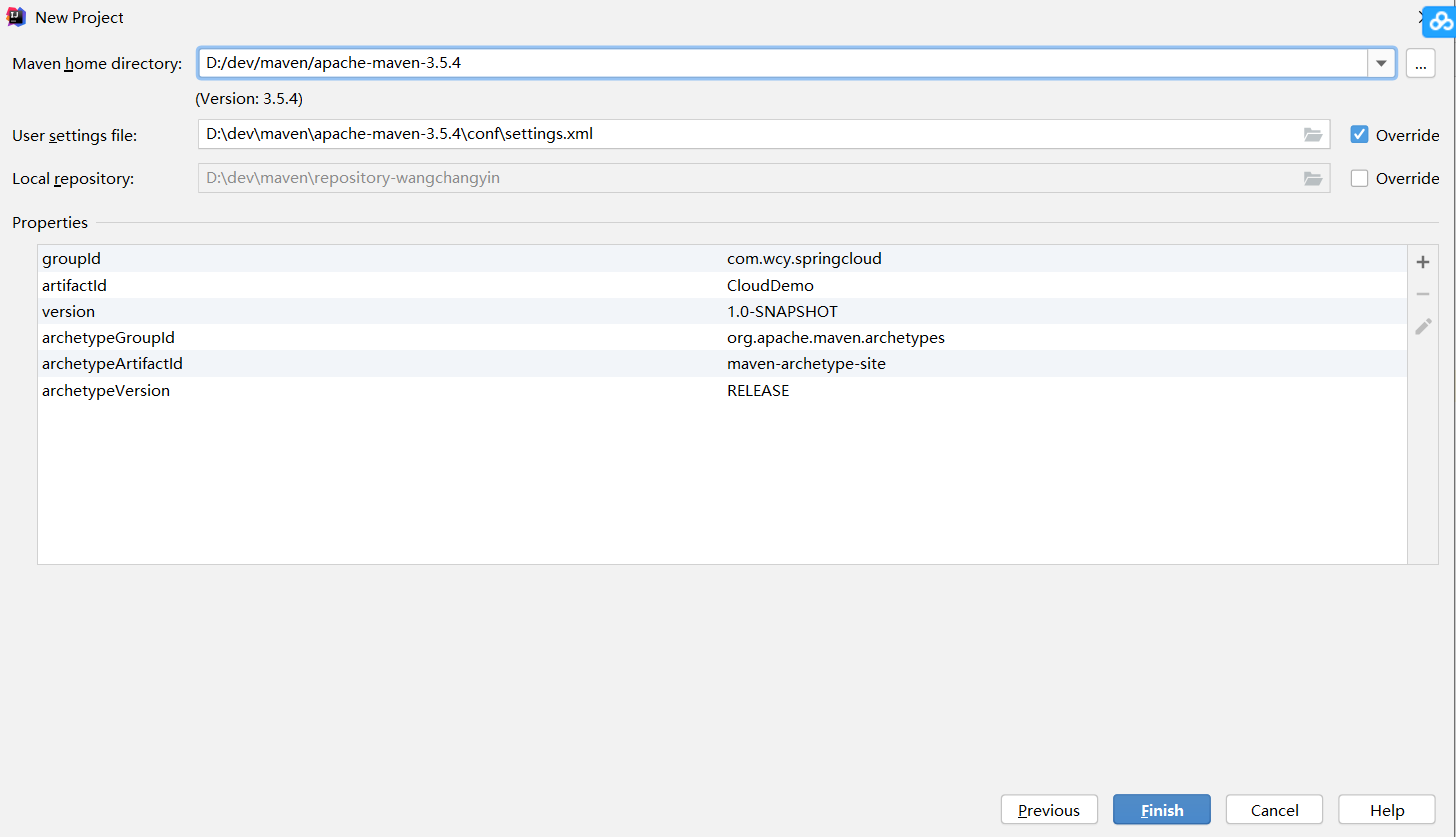 New Project
Maven home directory: D:/dev/maven/apache-maven-3.5.4 ...
(Version: 3.5.4)
User settings file: D:\dev\maven\apache-maven-3.5.4\conf\settings.xml Override
Local repository: D:\dev\maven\repository-wangchangyin Override
Properties
groupId com.wcy.springcloud
artifactId CloudDemo
version 1.0-SNAPSHOT
archetypeGroupId org.apache.maven.archetypes
archetypeArtifactId maven-archetype-site
archetypeVersion RELEASE
Previous Finish Cancel Help